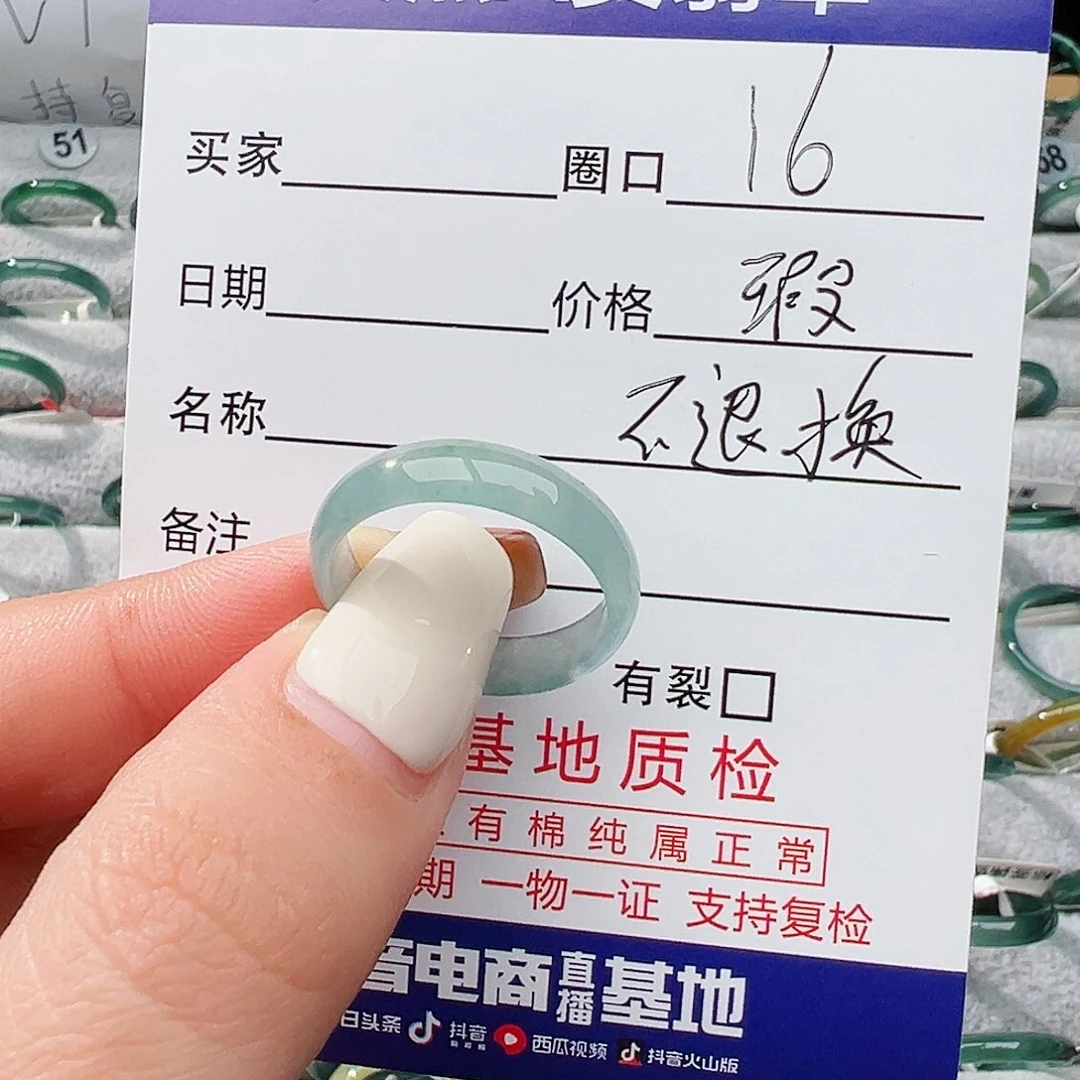 持复
51
68
买家 圈口 16
日期 价格 瑕
名称 不退换
备注
有裂
基地质检
有棉纯属正常
期 一物一证 支持复检
音电商直播基地
日头条 抖音 西瓜视频 抖音火山版